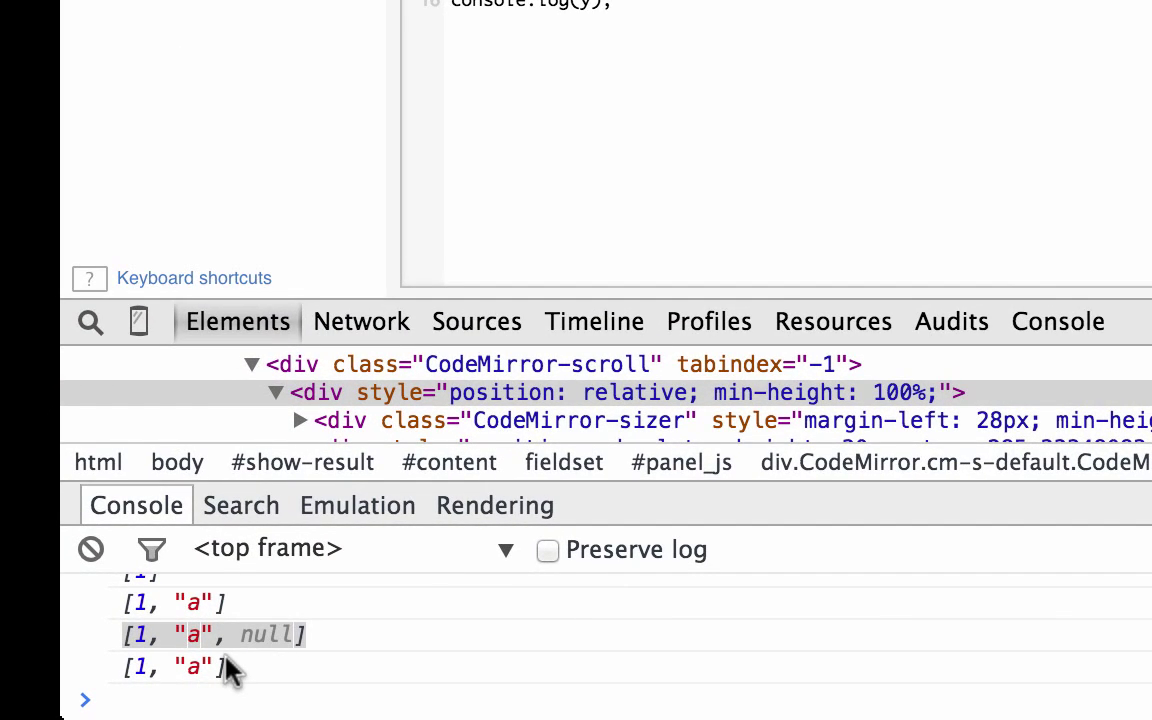 16 console.log(y);
? Keyboard shortcuts
Elements Network Sources Timeline Profiles Resources Audits Console
▼<div class="CodeMirror-scroll" tabindex="-1">
▼<div style="position: relative; min-height: 100%;">
▶<div class="CodeMirror-sizer" style="margin-left: 28px; min-heig
html body #show-result #content fieldset #panel_js div.CodeMirror.cm-s-default.CodeM
Console Search Emulation Rendering
<top frame> ▼ Preserve log
[1]
[1, "a"]
[1, "a", null]
[1, "a"]
>